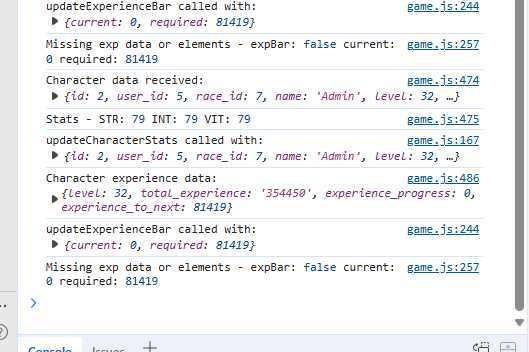 updateExperienceBar called with: game.js:244
{current: 0, required: 81419}
Missing exp data or elements - expBar: false current: game.js:257
0 required: 81419
Character data received: game.js:474
{id: 2, user_id: 5, race_id: 7, name: 'Admin', level: 32, …}
Stats - STR: 79 INT: 79 VIT: 79 game.js:475
updateCharacterStats called with: game.js:167
{id: 2, user_id: 5, race_id: 7, name: 'Admin', level: 32, …}
Character experience data: game.js:486
{level: 32, total_experience: '354450', experience_progress: 0,
experience_to_next: 81419}
updateExperienceBar called with: game.js:244
{current: 0, required: 81419}
Missing exp data or elements - expBar: false current: game.js:257
0 required: 81419
Console Issues